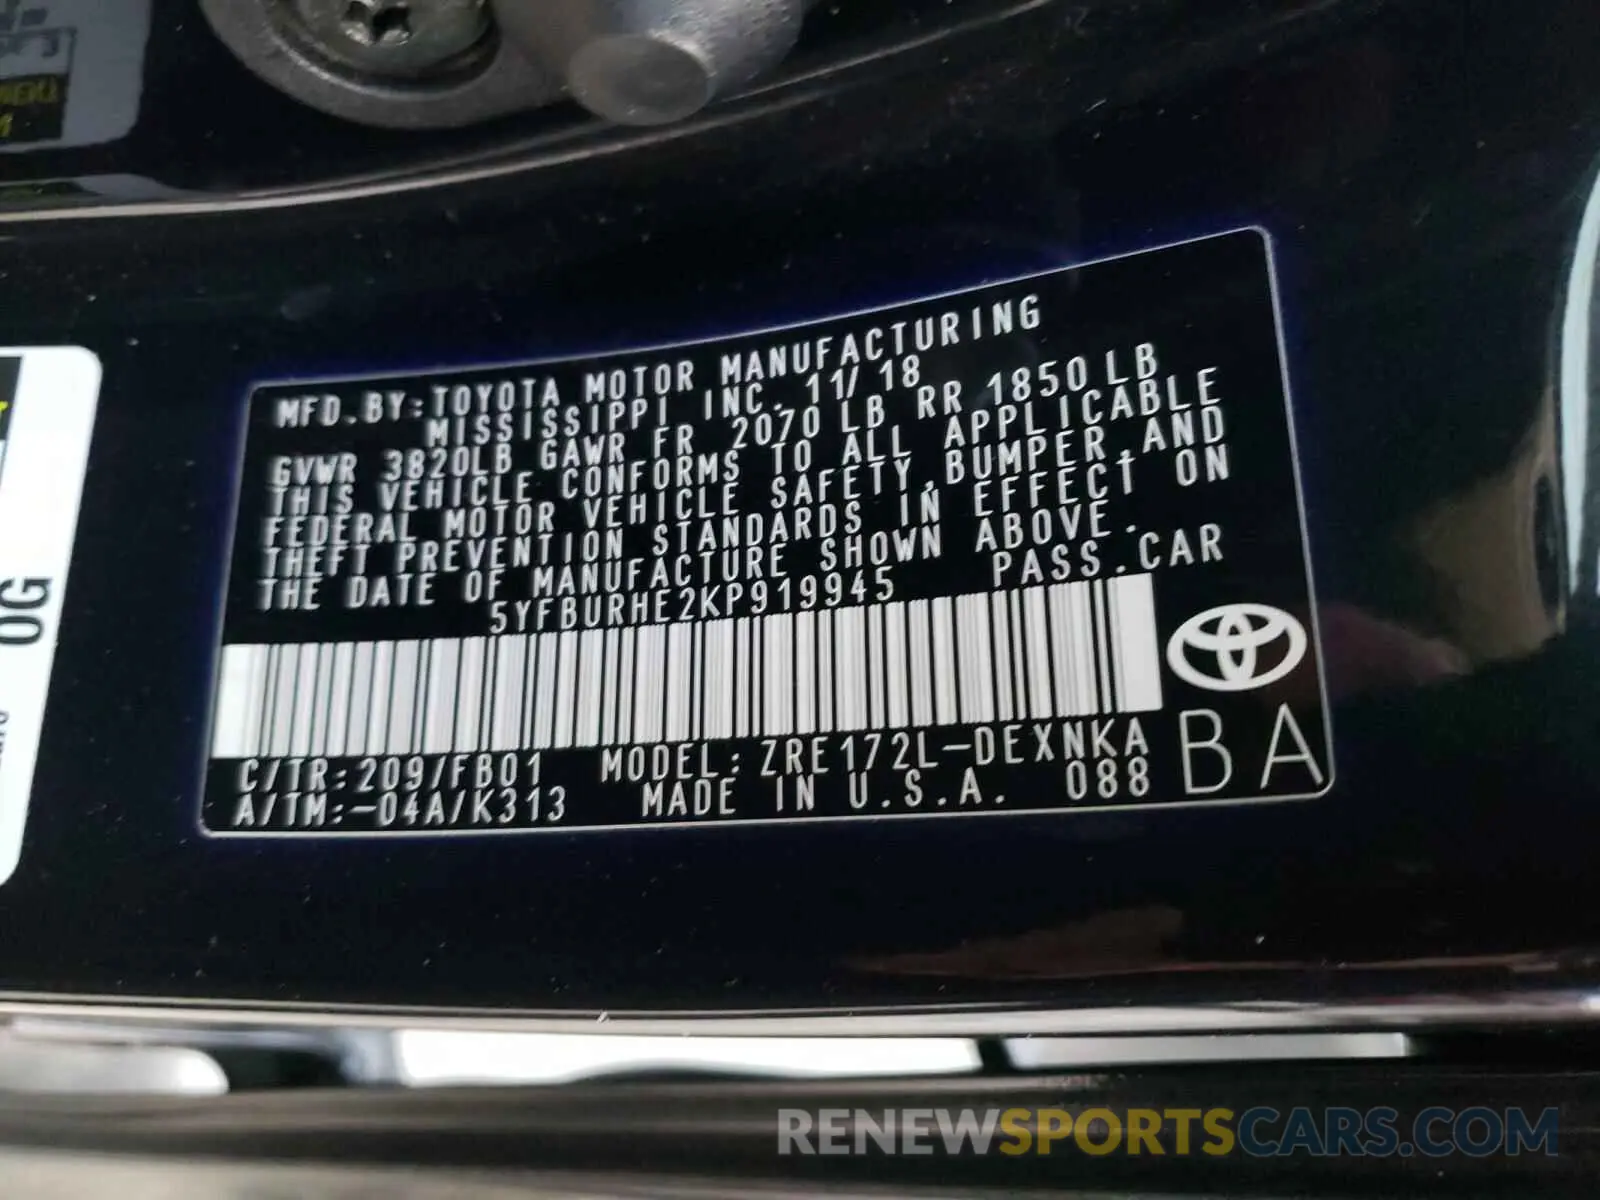 MFD.BY:TOYOTA MOTOR MANUFACTURING
MISSISSIPPI INC. 11/18
GVWR 3820LB GAWR FR 2070 LB RR 1850LB
THIS VEHICLE CONFORMS TO ALL APPLICABLE
FEDERAL MOTOR VEHICLE SAFETY,BUMPER,AND
THEFT PREVENTION STANDARDS IN EFFECT ON
THE DATE OF MANUFACTURE SHOWN ABOVE.
5YFBURHE2KP919945 PASS.CAR
C/TR:209/FB01 MODEL:ZRE172L-DEXNKA
A/TM:-04A/K313 MADE IN U.S.A. 088
BA
0G
RENEWSPORTSCARS.COM